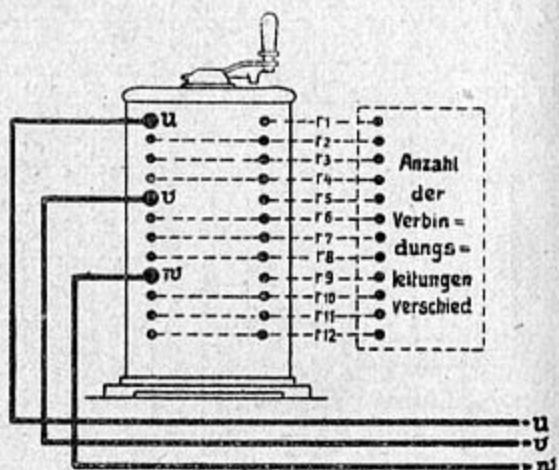 u
r1
r2
r3
r4
v
r5
r6
r7
r8
w
r9
r10
r11
r12
Anzahl
der
Verbin=
dungs=
leitungen
verschied
u
v